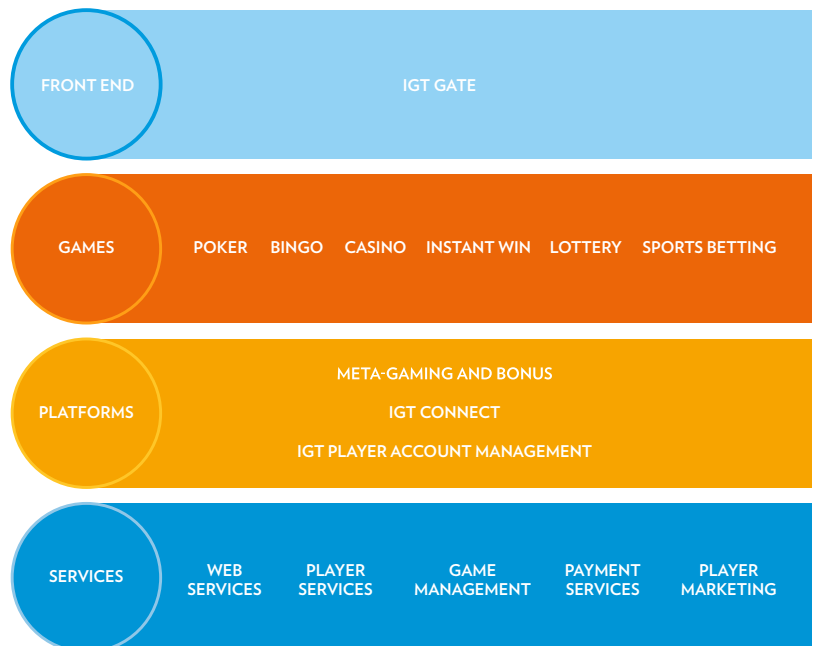 FRONT END
IGT GATE
GAMES
POKER BINGO CASINO INSTANT WIN LOTTERY SPORTS BETTING
META-GAMING AND BONUS
PLATFORMS
IGT CONNECT
IGT PLAYER ACCOUNT MANAGEMENT
SERVICES
WEB
SERVICES
PLAYER
SERVICES
GAME
MANAGEMENT
PAYMENT
SERVICES
PLAYER
MARKETING